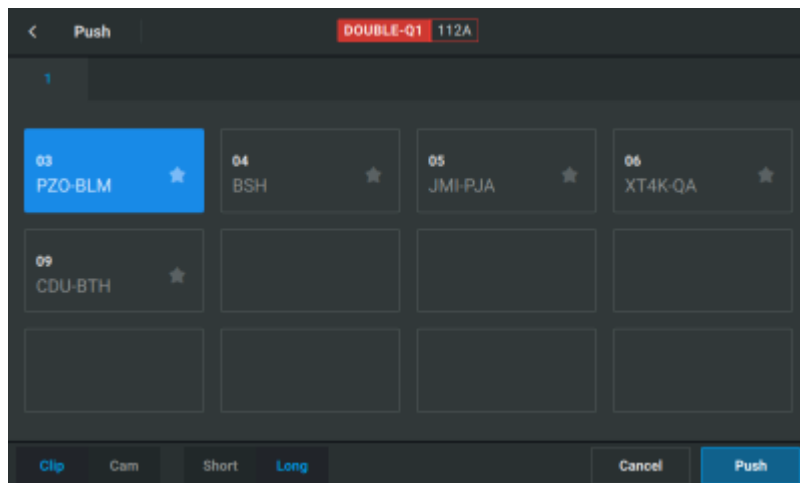 Push
DOUBLE-Q1 112A
1
03
PZO-BLM
04
BSH
05
JMI-PJA
06
XT4K-QA
09
CDU-BTH
Clip Cam Short Long Cancel Push